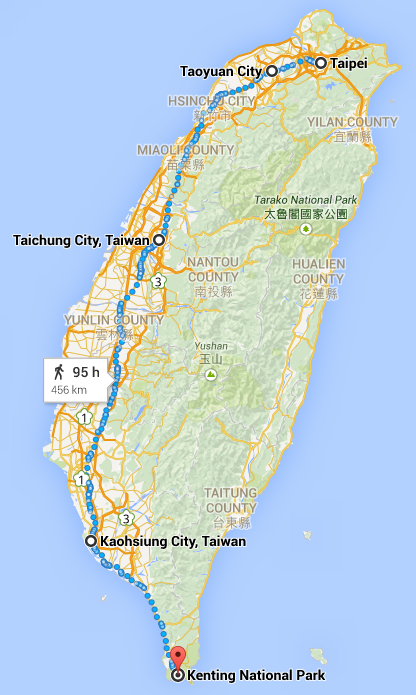 Taipei
Taoyuan City
HSINCHU CITY
新竹市
YILAN COUNTY
宜蘭縣
MIAOLI COUNTY
苗栗縣
Tarako National Park
太魯閣國家公園
Taichung City, Taiwan
NANTOU
COUNTY
南投縣
HUALIEN
COUNTY
花蓮縣
3
YUNLIN COUNTY
雲林縣
Yushan
玉山
95 h
456 km
1
1
TAITUNG
COUNTY
台東縣
3
Kaohsiung City, Taiwan
Kenting National Park